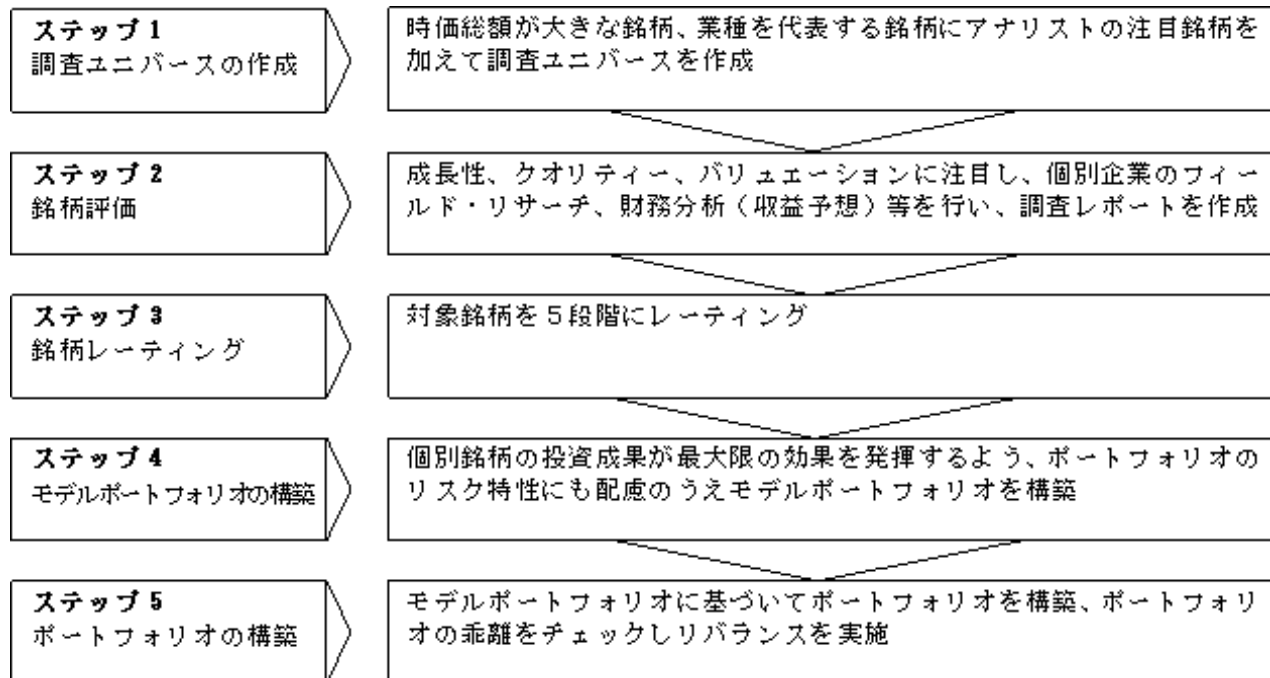 ステップ1
調査ユニバースの作成
時価総額が大きな銘柄、業種を代表する銘柄にアナリストの注目銘柄を
加えて調査ユニバースを作成
ステップ2
銘柄評価
成長性、クオリティー、バリュエーションに注目し、個別企業のフィー
ルド・リサーチ、財務分析（収益予想）等を行い、調査レポートを作成
ステップ3
銘柄レーティング
対象銘柄を５段階にレーティング
ステップ4
モデルポートフォリオの構築
個別銘柄の投資成果が最大限の効果を発揮するよう、ポートフォリオの
リスク特性にも配慮のうえモデルポートフォリオを構築
ステップ5
ポートフォリオの構築
モデルポートフォリオに基づいてポートフォリオを構築、ポートフォリ
オの乖離をチェックしリバランスを実施